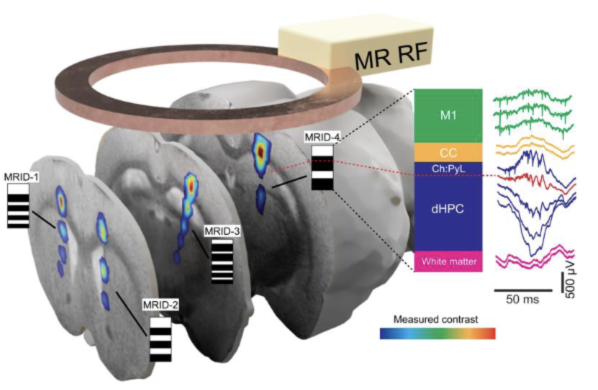 MR RF
MRID-4
MRID-1
MRID-3
MRID-2
M1
CC
Ch:PyL
dHPC
White matter
50 ms
500 µV
Measured contrast